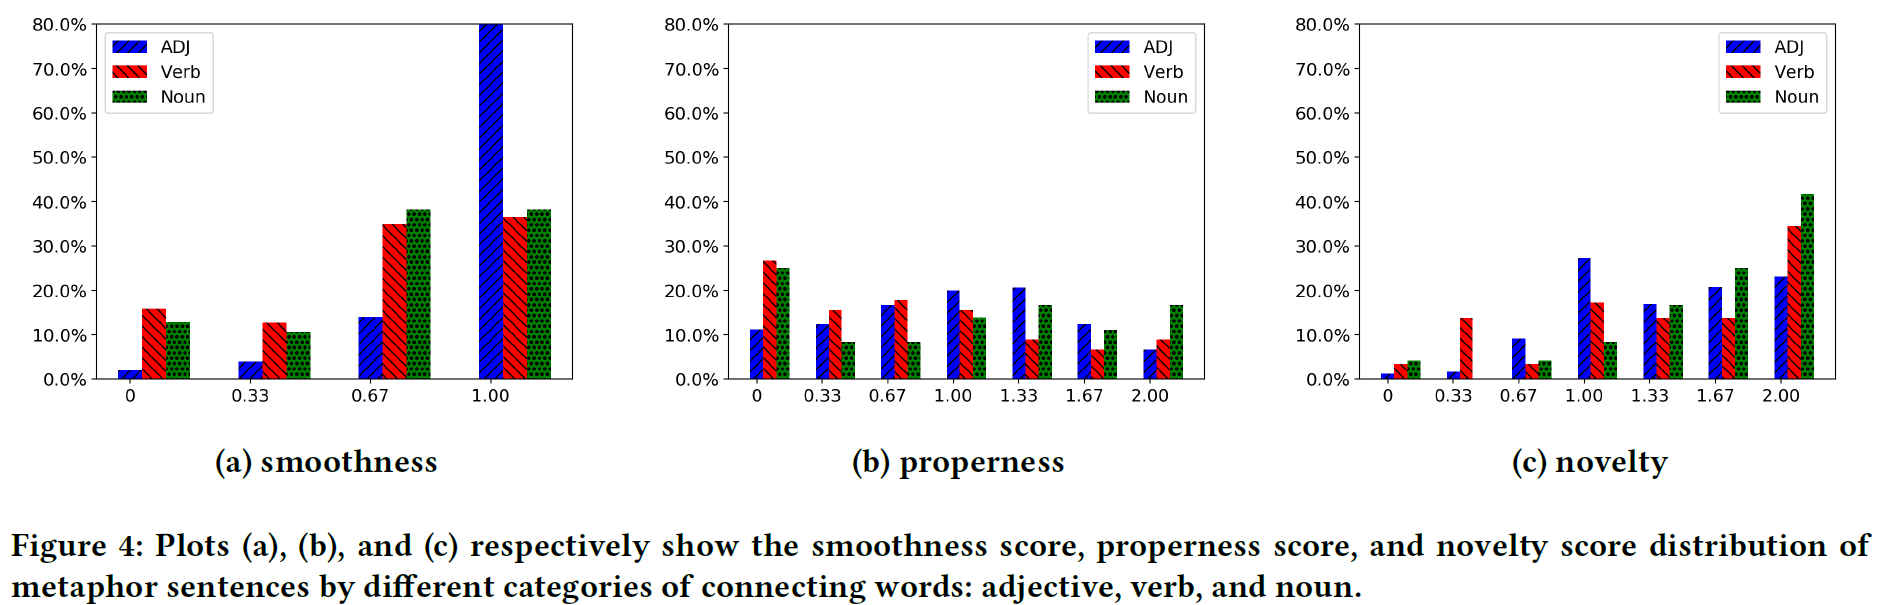 80.0%
70.0%
60.0%
50.0%
40.0%
30.0%
20.0%
10.0%
0.0%
ADJ
Verb
Noun
0 0.33 0.67 1.00
(a) smoothness
80.0%
70.0%
60.0%
50.0%
40.0%
30.0%
20.0%
10.0%
0.0%
ADJ
Verb
Noun
0 0.33 0.67 1.00 1.33 1.67 2.00
(b) properness
80.0%
70.0%
60.0%
50.0%
40.0%
30.0%
20.0%
10.0%
0.0%
ADJ
Verb
Noun
0 0.33 0.67 1.00 1.33 1.67 2.00
(c) novelty
Figure 4: Plots (a), (b), and (c) respectively show the smoothness score, properness score, and novelty score distribution of
metaphor sentences by different categories of connecting words: adjective, verb, and noun.